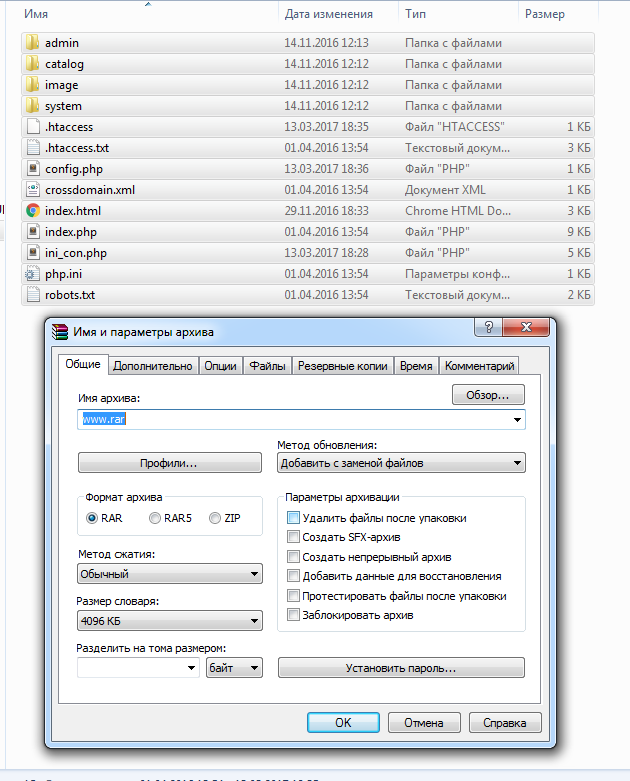 Имя Дата изменения Тип Размер
admin 14.11.2016 12:13 Папка с файлами
catalog 14.11.2016 12:12 Папка с файлами
image 14.11.2016 12:12 Папка с файлами
system 14.11.2016 12:12 Папка с файлами
.htaccess 13.03.2017 18:35 Файл "HTACCESS" 1 КБ
.htaccess.txt 01.04.2016 13:54 Текстовый докум... 3 КБ
config.php 13.03.2017 18:36 Файл "PHP" 1 КБ
crossdomain.xml 01.04.2016 13:54 Документ XML 1 КБ
index.html 29.11.2016 18:33 Chrome HTML Do... 3 КБ
index.php 01.04.2016 13:54 Файл "PHP" 9 КБ
ini_con.php 13.03.2017 18:28 Файл "PHP" 5 КБ
php.ini 01.04.2016 13:54 Параметры конф... 1 КБ
robots.txt 01.04.2016 13:54 Текстовый докум... 2 КБ
Имя и параметры архива
Общие Дополнительно Опции Файлы Резервные копии Время Комментарий
Имя архива: Обзор...
www.rar
Метод обновления:
Профили... Добавить с заменой файлов
Формат архива Параметры архивации
RAR RAR5 ZIP Удалить файлы после упаковки
Создать SFX-архив
Метод сжатия: Создать непрерывный архив
Обычный Добавить данные для восстановления
Размер словаря: Протестировать файлы после упаковки
4096 КБ Заблокировать архив
Разделить на тома размером:
байт Установить пароль...
OK Отмена Справка